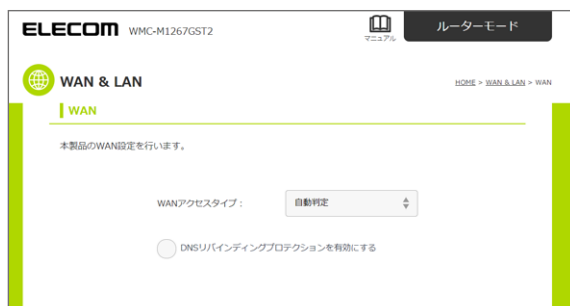 ELECOM WMC-M1267GST2
マニュアル
ルーターモード
WAN & LAN
HOME > WAN & LAN > WAN
WAN
本製品のWAN設定を行います。
WANアクセスタイプ： 自動判定
DNSリバインディングプロテクションを有効にする